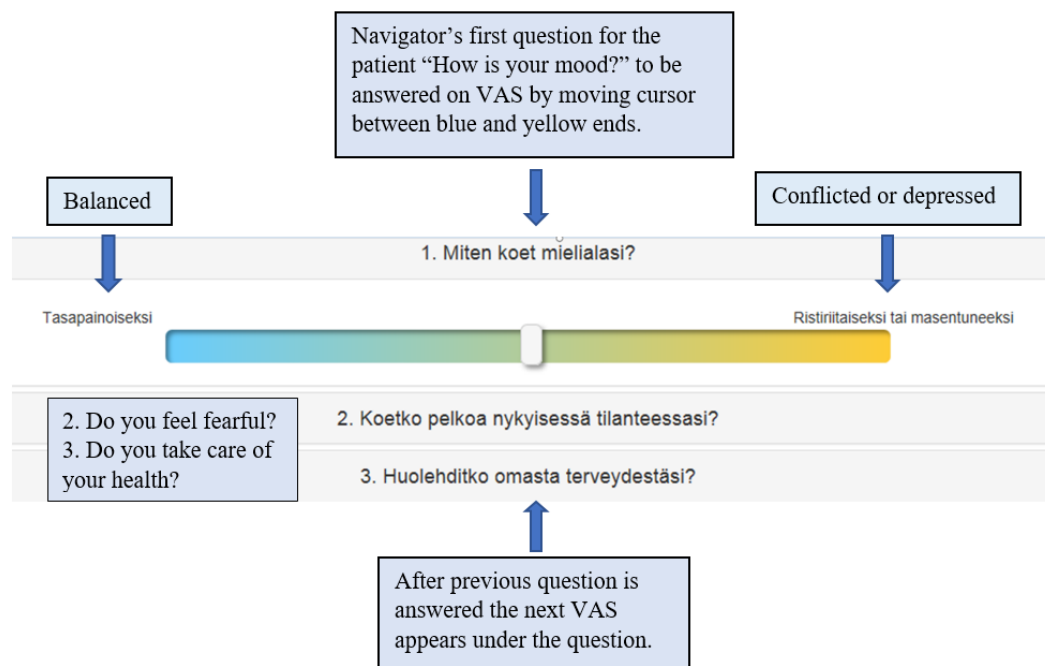 Navigator’s first question for the
patient “How is your mood?” to be
answered on VAS by moving cursor
between blue and yellow ends.
Balanced
Conflicted or depressed
1. Miten koet mielialasi?
Tasapainoiseksi
Ristiriitaiseksi tai masentuneeksi
2. Do you feel fearful?
3. Do you take care of
your health?
2. Koetko pelkoa nykyisessä tilanteessasi?
3. Huolehditko omasta terveydestäsi?
After previous question is
answered the next VAS
appears under the question.